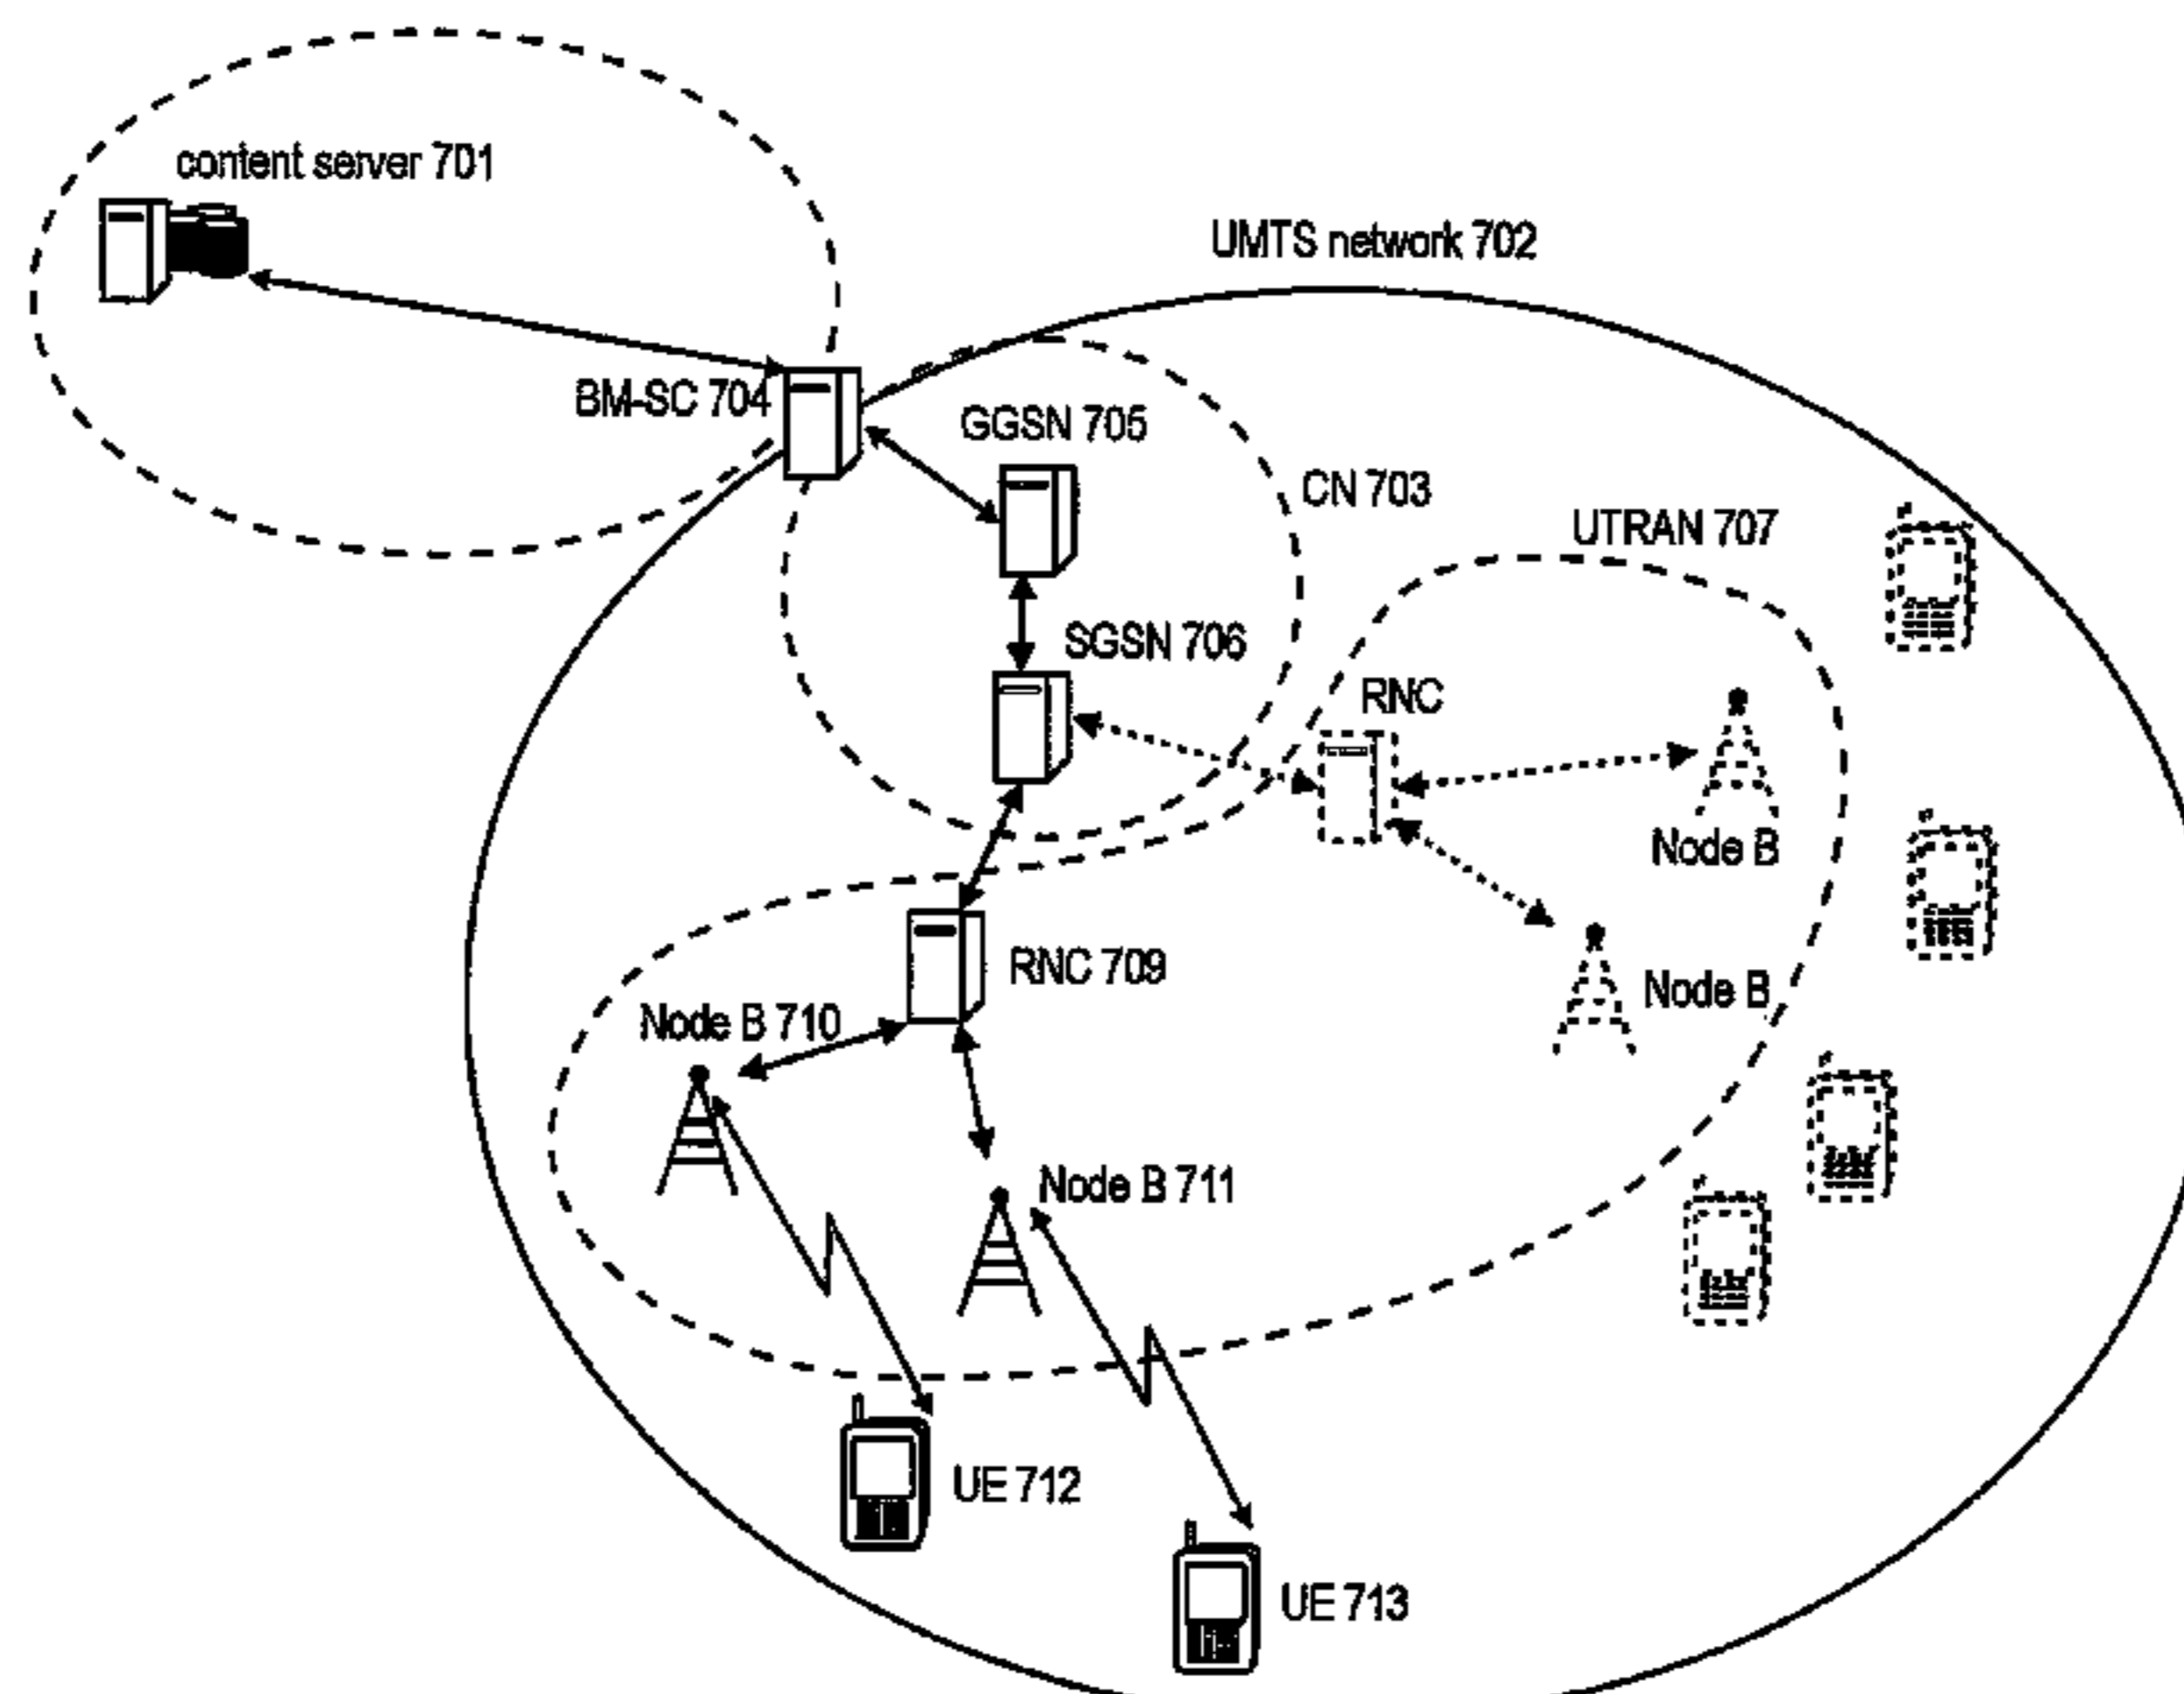 content server 701
UMTS network 702
BM-SC 704
GGSN 705
CN 703
UTRAN 707
SGSN 706
RNC
Node B
RNC 709
Node B
Node B 710
Node B 711
UE 712
UE 713